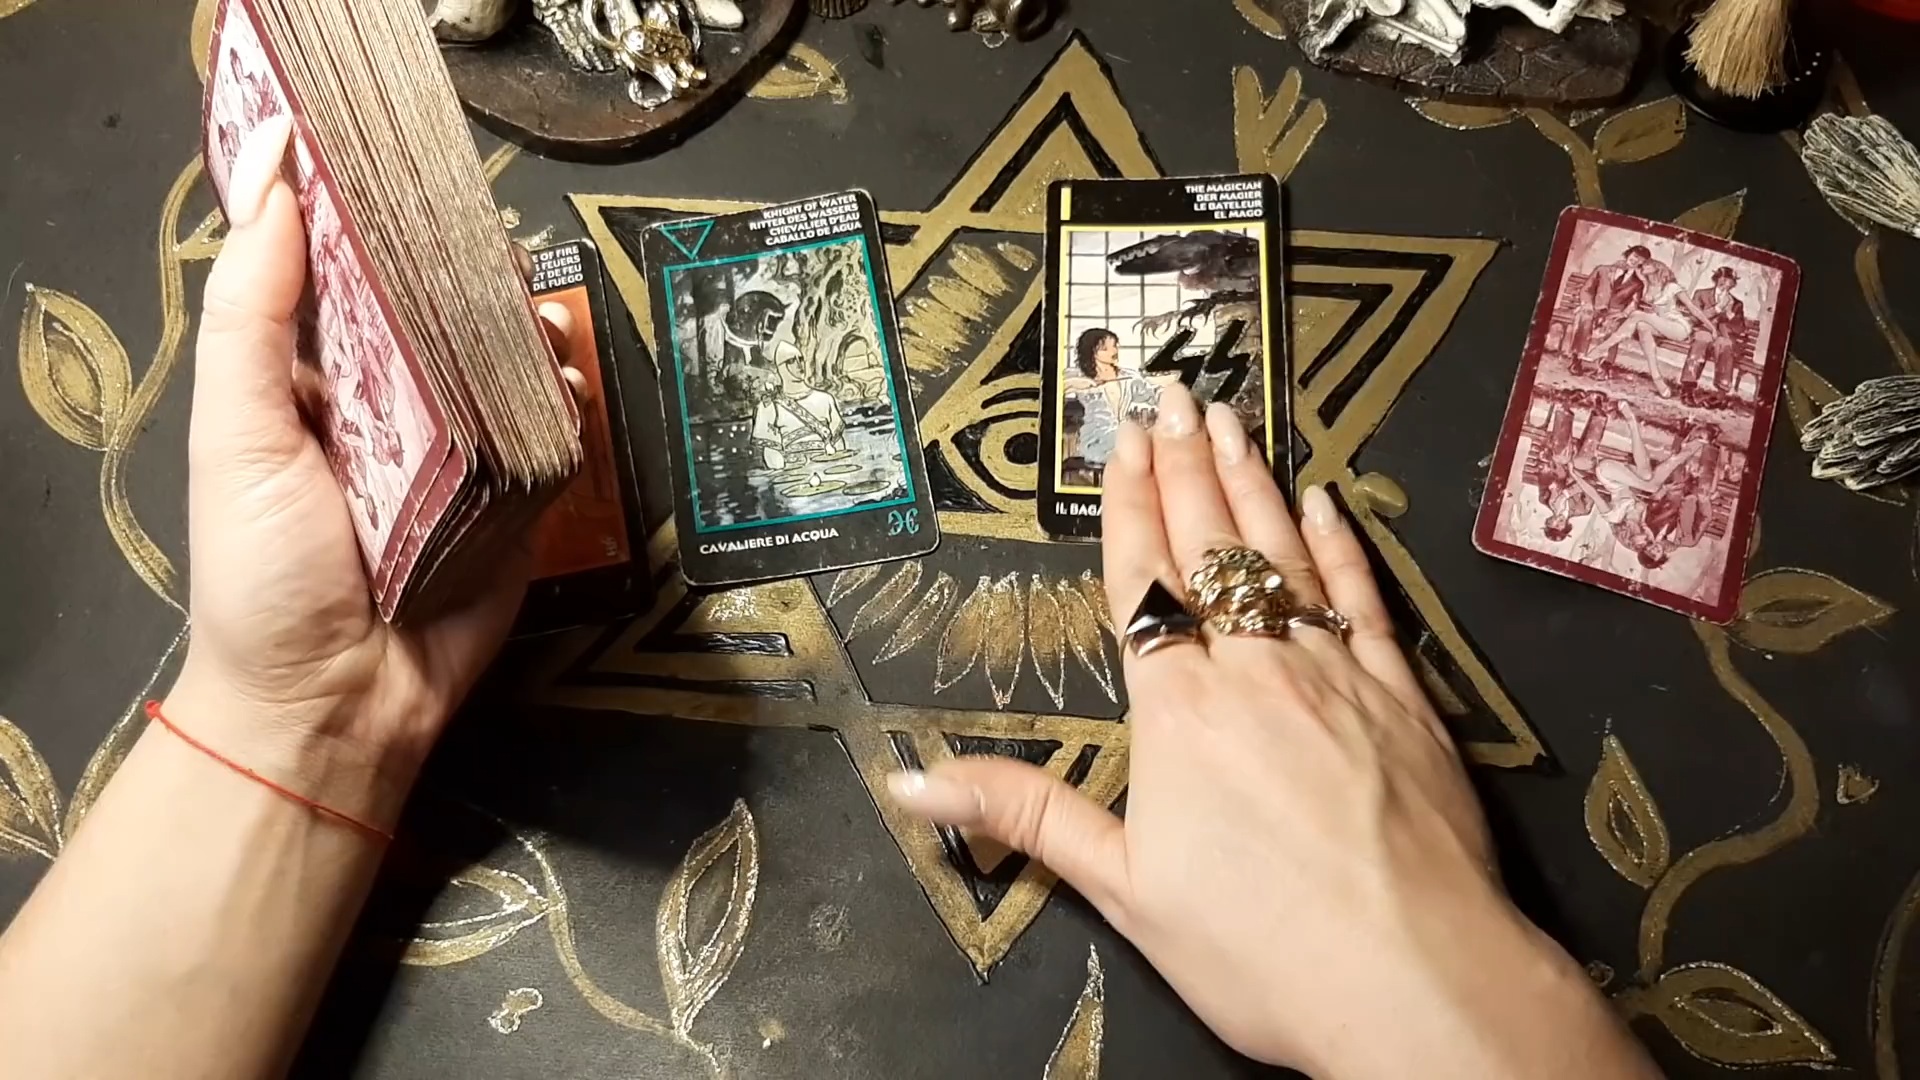 E OF FIRE
FEUERS
ET DE FEU
DE FUEGO
KNIGHT OF WATER
RITTER DES WASSERS
CHEVALIER D'EAU
CABALLO DE AGUA
CAVALIERE DI ACQUA
THE MAGICIAN
DER MAGIER
LE BATELEUR
EL MAGO
IL BAGA